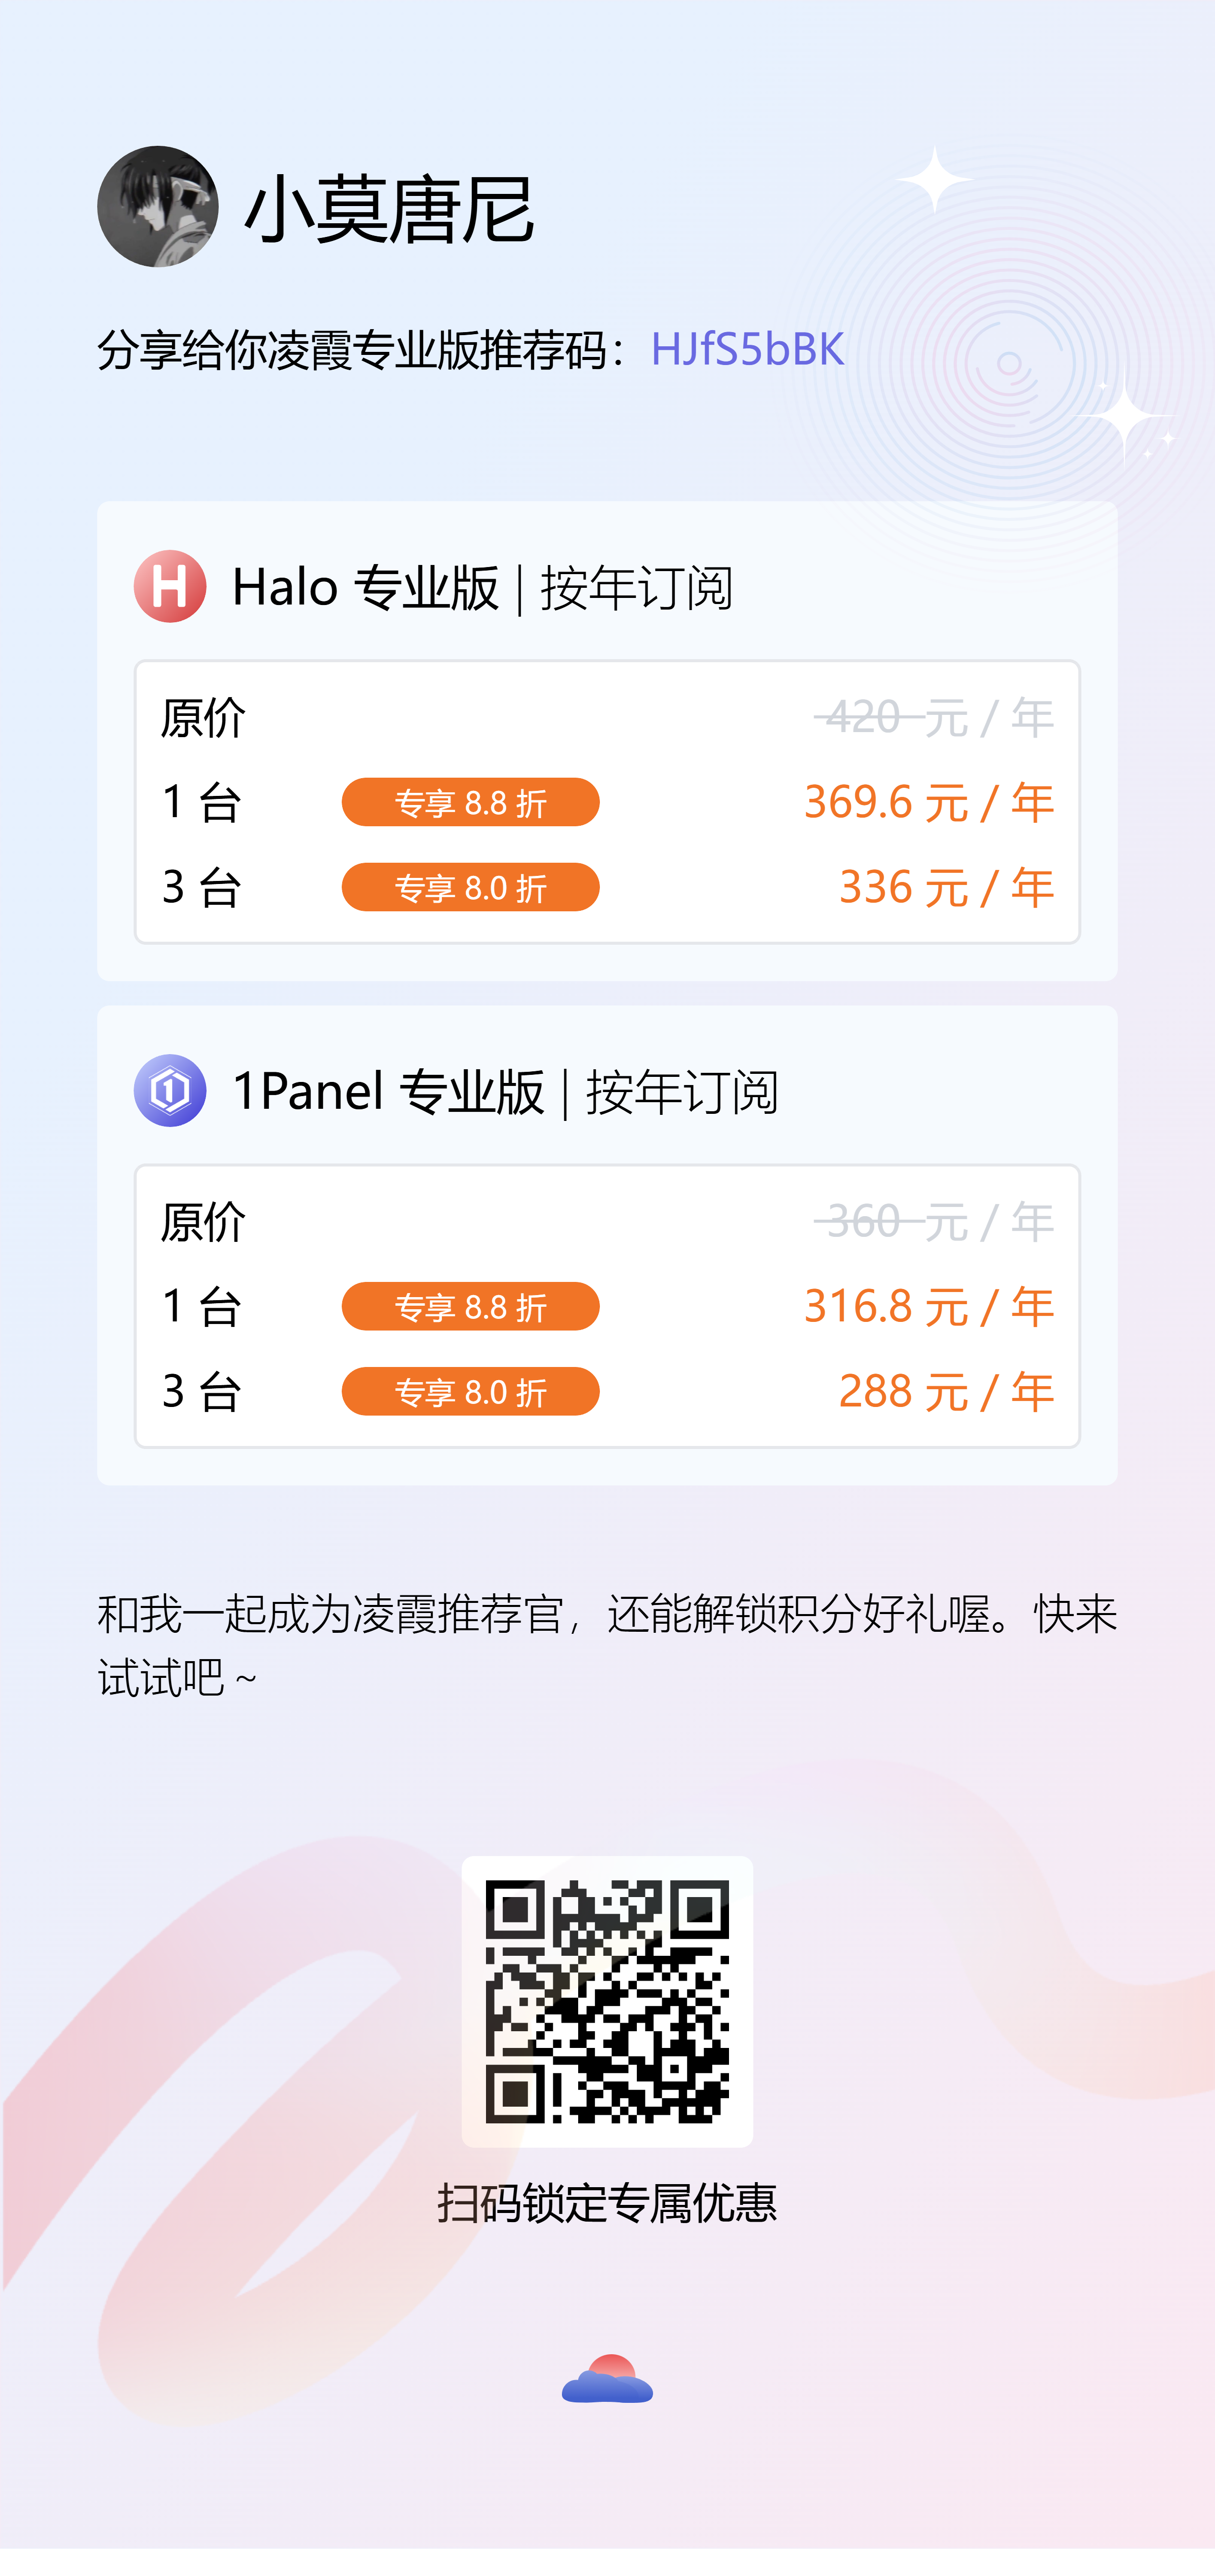 小莫唐尼
分享给你凌霞专业版推荐码：HJfS5bBK
H Halo 专业版 | 按年订阅
原价 420 元 / 年
1 台 专享 8.8 折 369.6 元 / 年
3 台 专享 8.0 折 336 元 / 年
1 1Panel 专业版 | 按年订阅
原价 360 元 / 年
1 台 专享 8.8 折 316.8 元 / 年
3 台 专享 8.0 折 288 元 / 年
和我一起成为凌霞推荐官，还能解锁积分好礼喔。快来
试试吧 ~
扫码锁定专属优惠